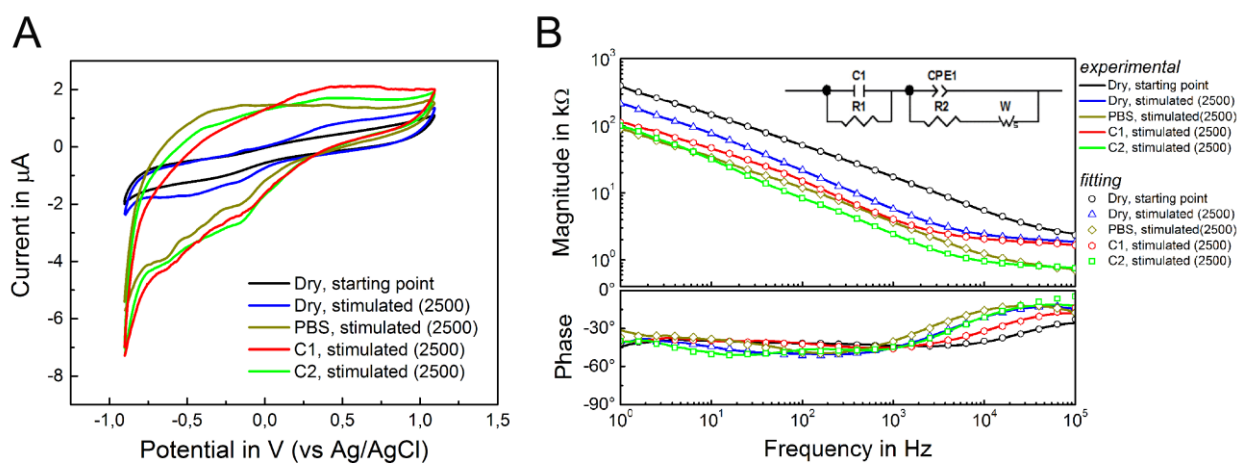 A
Current in µA
2
0
-2
-4
-6
-8
-1,0
-0,5
0,0
0,5
1,0
1,5
Potential in V (vs Ag/AgCl)
Dry, starting point
Dry, stimulated (2500)
PBS, stimulated (2500)
C1, stimulated (2500)
C2, stimulated (2500)
B
Magnitude in kΩ
10³
10²
10¹
10⁰
C1
R1
CPE1
R2
W
s
Phase
0°
-30°
-60°
-90°
10⁰
10¹
10²
10³
10⁴
10⁵
Frequency in Hz
experimental
Dry, starting point
Dry, stimulated (2500)
PBS, stimulated(2500)
C1, stimulated (2500)
C2, stimulated (2500)
fitting
Dry, starting point
Dry, stimulated (2500)
PBS, stimulated(2500)
C1, stimulated (2500)
C2, stimulated (2500)